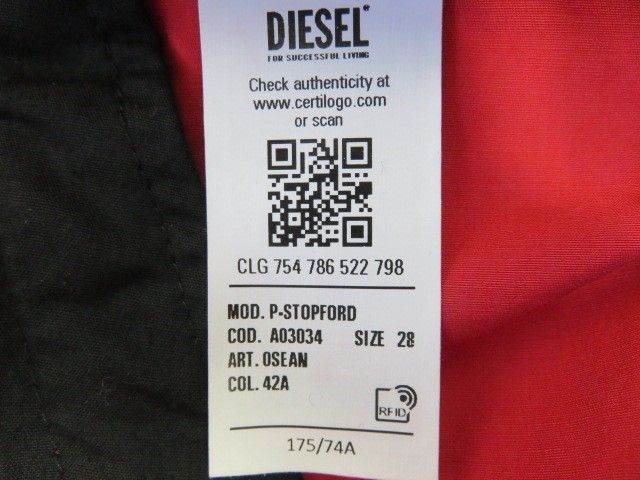 DIESEL®
FOR SUCCESSFUL LIVING
Check authenticity at
www.certilogo.com
or scan
CLG 754 786 522 798
MOD. P-STOPFORD
COD. A03034 SIZE 28
ART. OSEAN
COL. 42A
RFID
175/74A